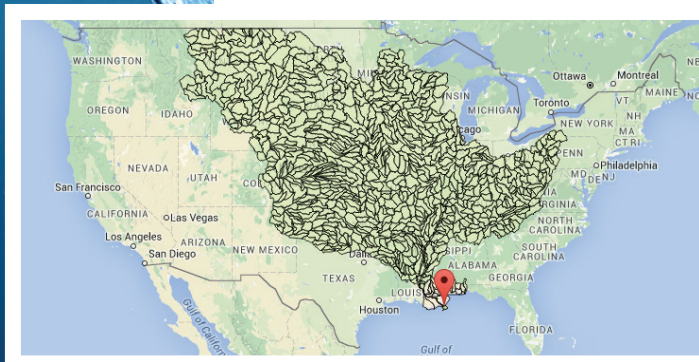 WASHINGTON
Ottawa
Montreal
MAINE
OREGON
IDAHO
MICHIGAN
Toronto
VT
NH
NEW YORK
MA
CT RI
NEVADA
UTAH
PENN
Philadelphia
MD
DE
NJ
San Francisco
CALIFORNIA
Las Vegas
NORTH
CAROLINA
Los Angeles
ARIZONA
NEW MEXICO
SOUTH
CAROLINA
San Diego
TEXAS
ALABAMA
GEORGIA
Houston
FLORIDA
Gulf of
Gulf of Californi